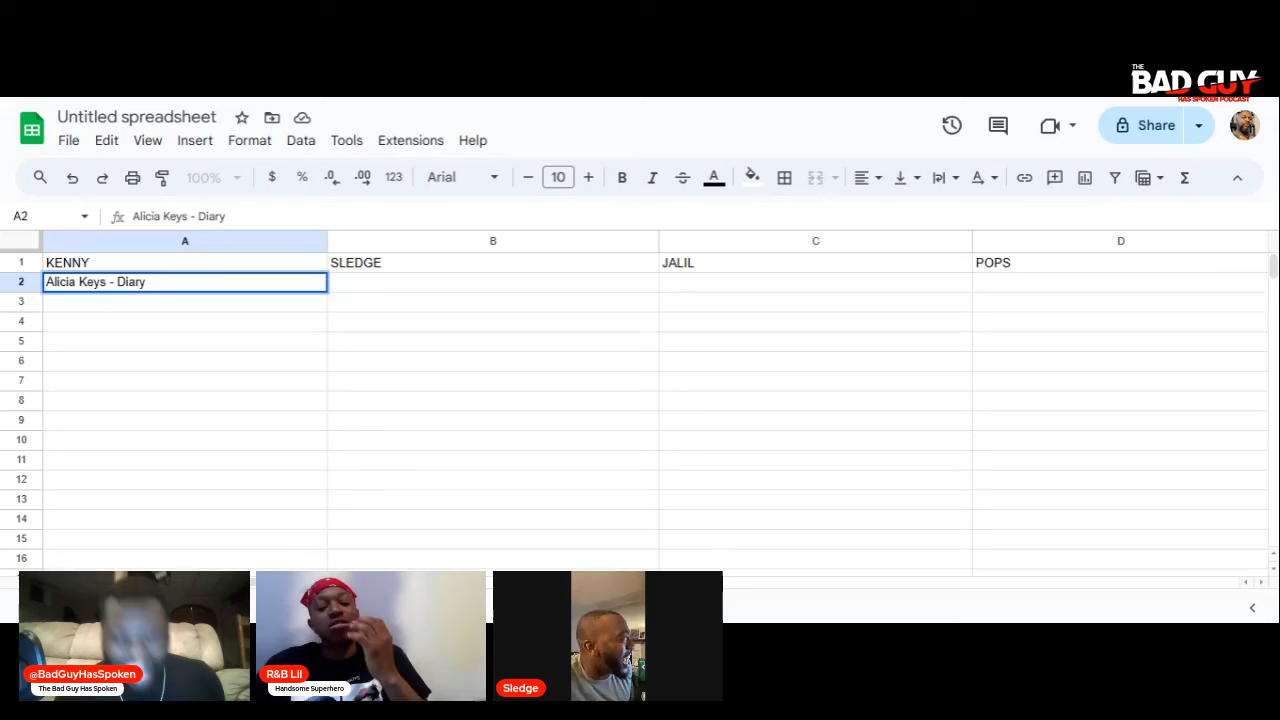 THE
BAD GUY
HAS SPOKEN PODCAST
Untitled spreadsheet
File Edit View Insert Format Data Tools Extensions Help
Share
100% $ % .0 .00 123 Arial 10 B I A
A2 fx Alicia Keys - Diary
A B C D
1 KENNY SLEDGE JALIL POPS
2 Alicia Keys - Diary
3
4
5
6
7
8
9
10
11
12
13
14
15
16
@BadGuyHasSpoken
The Bad Guy Has Spoken
R&B Lil
Handsome Superhero
Sledge